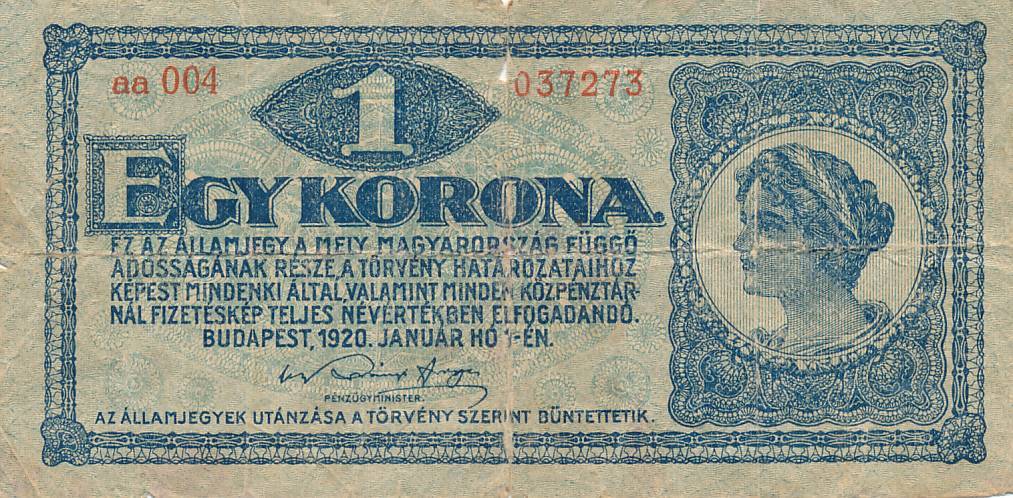 aa 004
037273
1
EGY KORONA.
EZ AZ ÁLLAMJEGY, A MELY MAGYARORSZÁG FÜGGŐ
ADÓSSÁGÁNAK RÉSZE, A TÖRVÉNY HATÁROZATAIHOZ
KÉPEST MINDENKI ÁLTAL, VALAMINT MINDEN KÖZPÉNZTÁR-
NÁL FIZETÉSKÉP TELJES NÉVÉRTÉKBEN ELFOGADANDÓ.
BUDAPEST, 1920. JANUÁR HÓ 1-ÉN.
PÉNZÜGYMINISTER.
AZ ÁLLAMJEGYEK UTÁNZÁSA A TÖRVÉNY SZERINT BÜNTETTETIK.